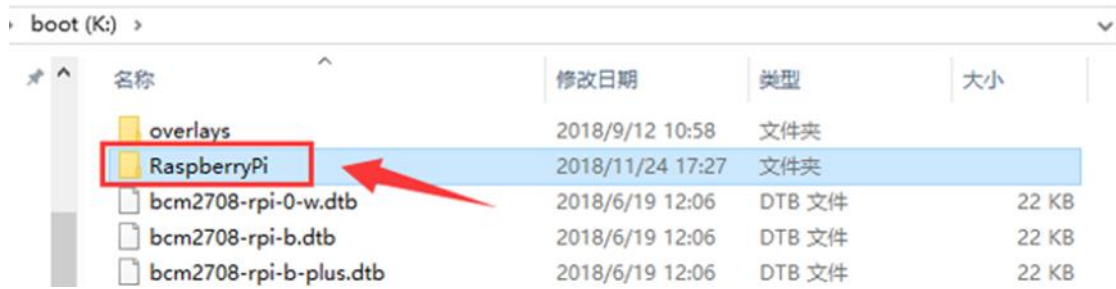 boot (K:)
名称 修改日期 类型 大小
overlays 2018/9/12 10:58 文件夹
RaspberryPi 2018/11/24 17:27 文件夹
bcm2708-rpi-0-w.dtb 2018/6/19 12:06 DTB 文件 22 KB
bcm2708-rpi-b.dtb 2018/6/19 12:06 DTB 文件 22 KB
bcm2708-rpi-b-plus.dtb 2018/6/19 12:06 DTB 文件 22 KB